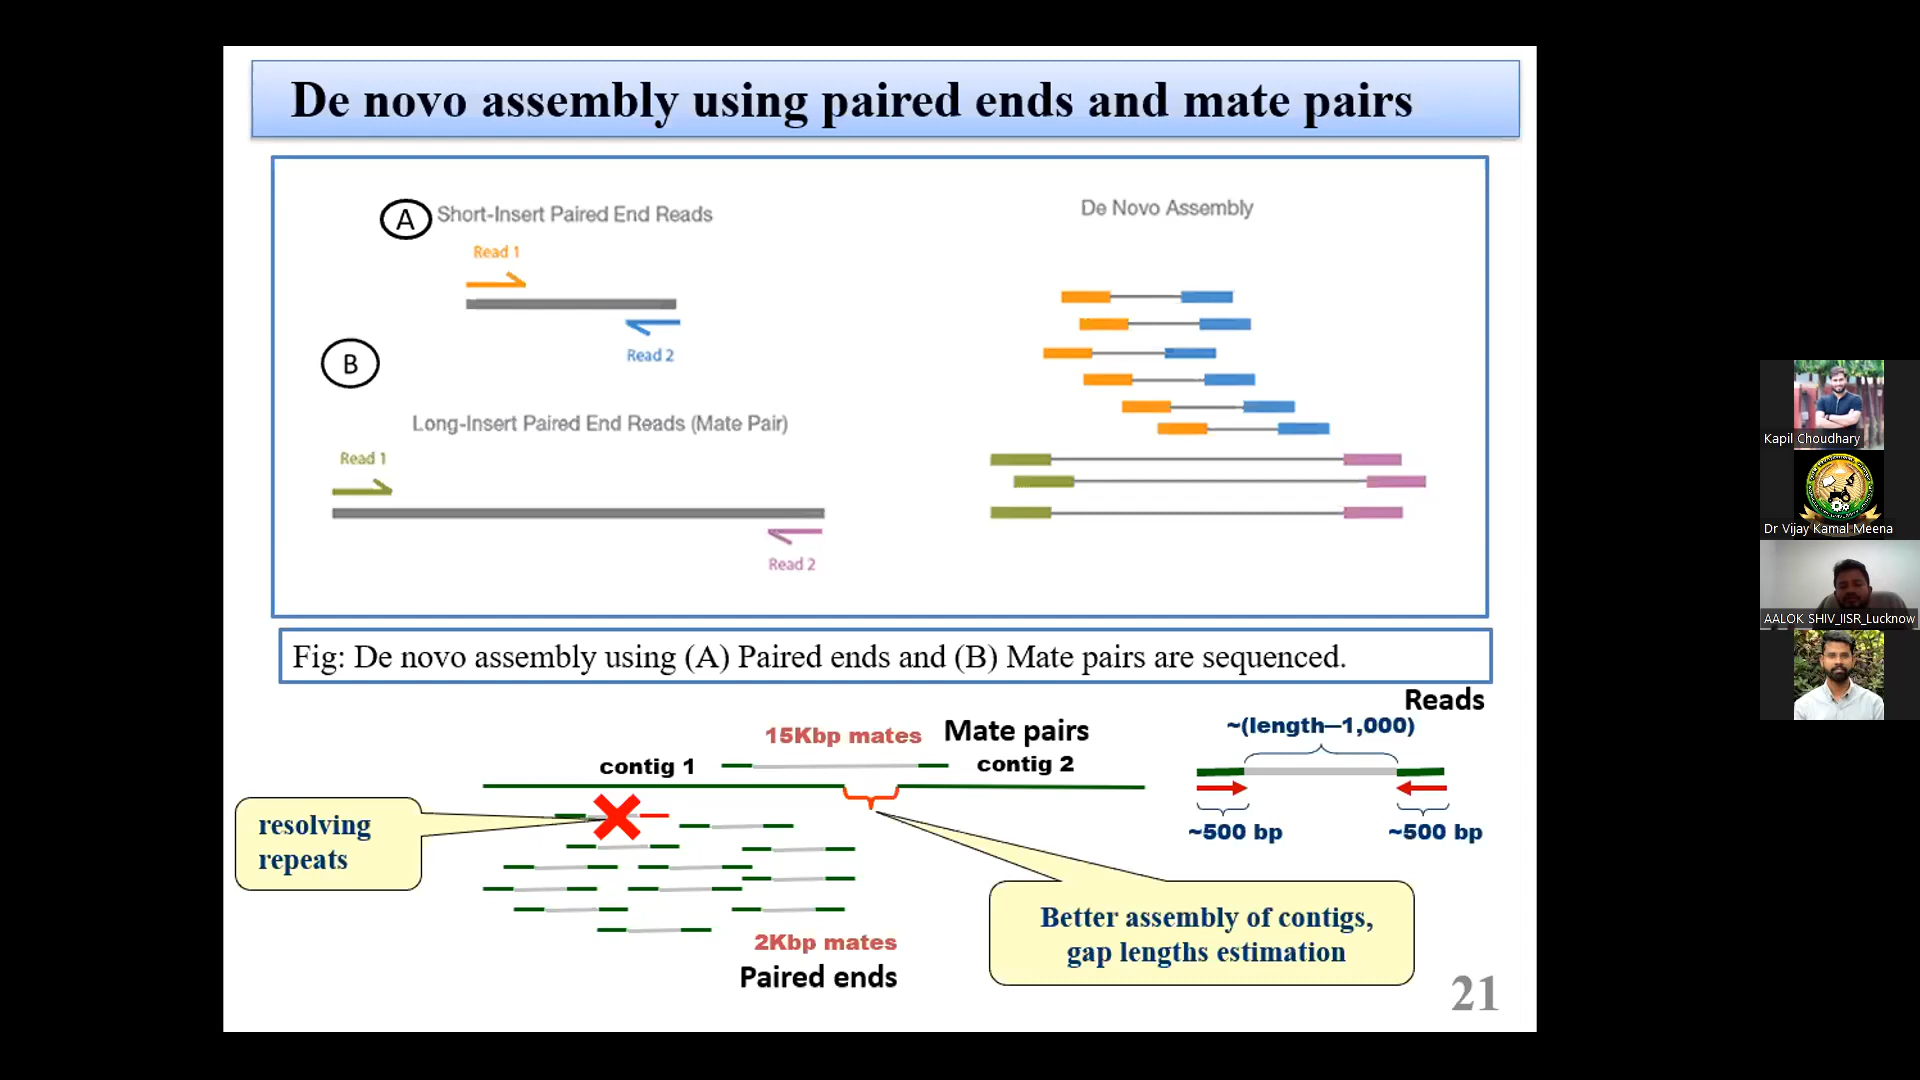 De novo assembly using paired ends and mate pairs
A
Short-Insert Paired End Reads
Read 1
Read 2
B
Long-Insert Paired End Reads (Mate Pair)
Read 1
Read 2
De Novo Assembly
Fig: De novo assembly using (A) Paired ends and (B) Mate pairs are sequenced.
15Kbp mates
Mate pairs
contig 1
contig 2
Reads
~(length—1,000)
~500 bp
~500 bp
resolving
repeats
2Kbp mates
Paired ends
Better assembly of contigs,
gap lengths estimation
21
Kapil Choudhary
Dr Vijay Kamal Meena
AALOK SHIV_IISR_Lucknow